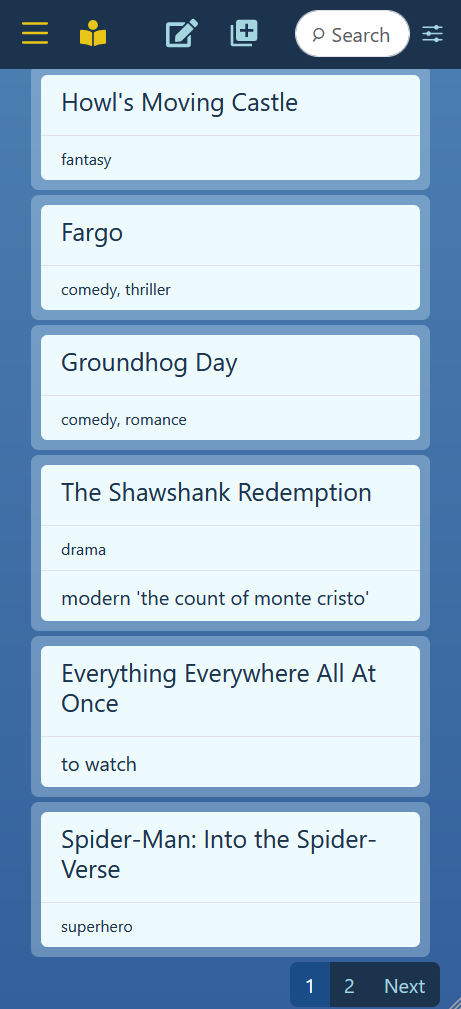 Search
Howl's Moving Castle
fantasy
Fargo
comedy, thriller
Groundhog Day
comedy, romance
The Shawshank Redemption
drama
modern 'the count of monte cristo'
Everything Everywhere All At
Once
to watch
Spider-Man: Into the Spider-
Verse
superhero
1 2 Next